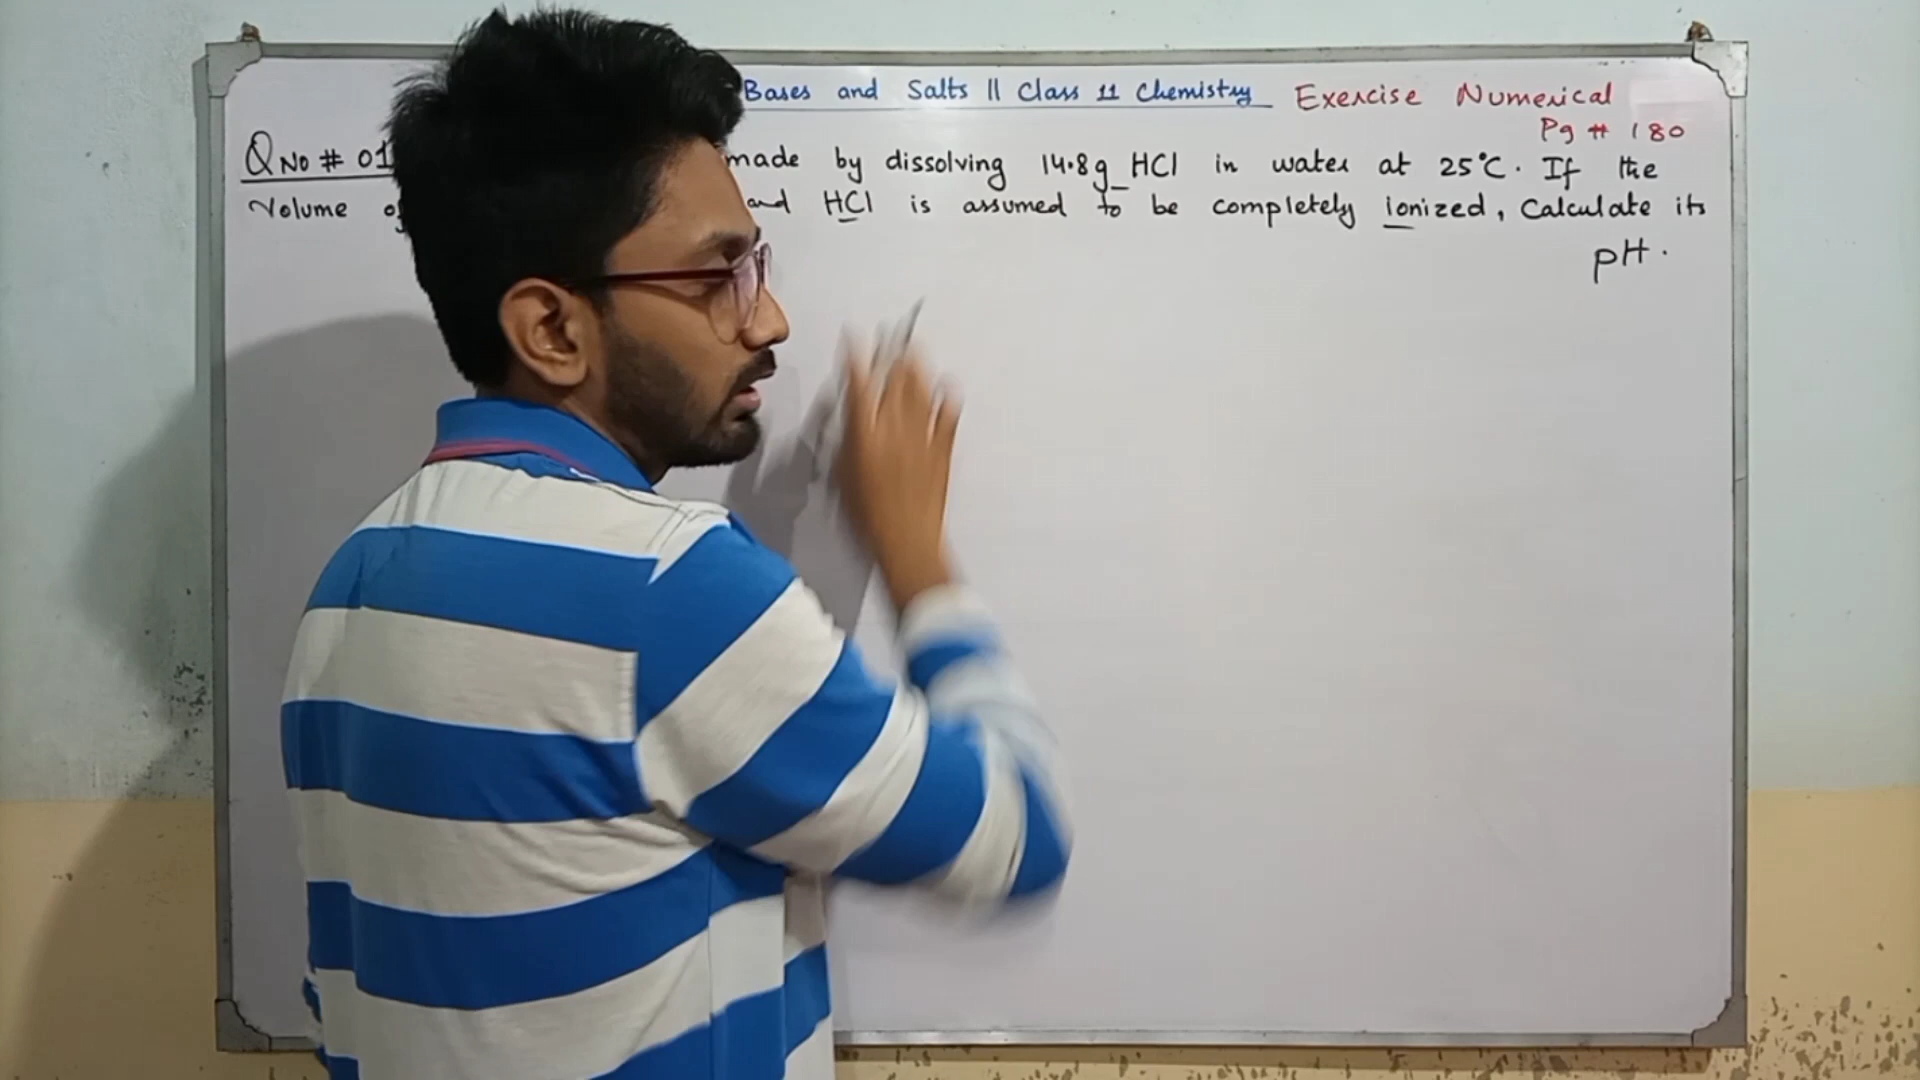 Bases and Salts || Class 11 Chemistry Exercise Numerical
Pg # 180
Q No # 01 made by dissolving 14.8g HCl in water at 25°C. If the
Volume and HCl is assumed to be completely ionized, Calculate its
pH.